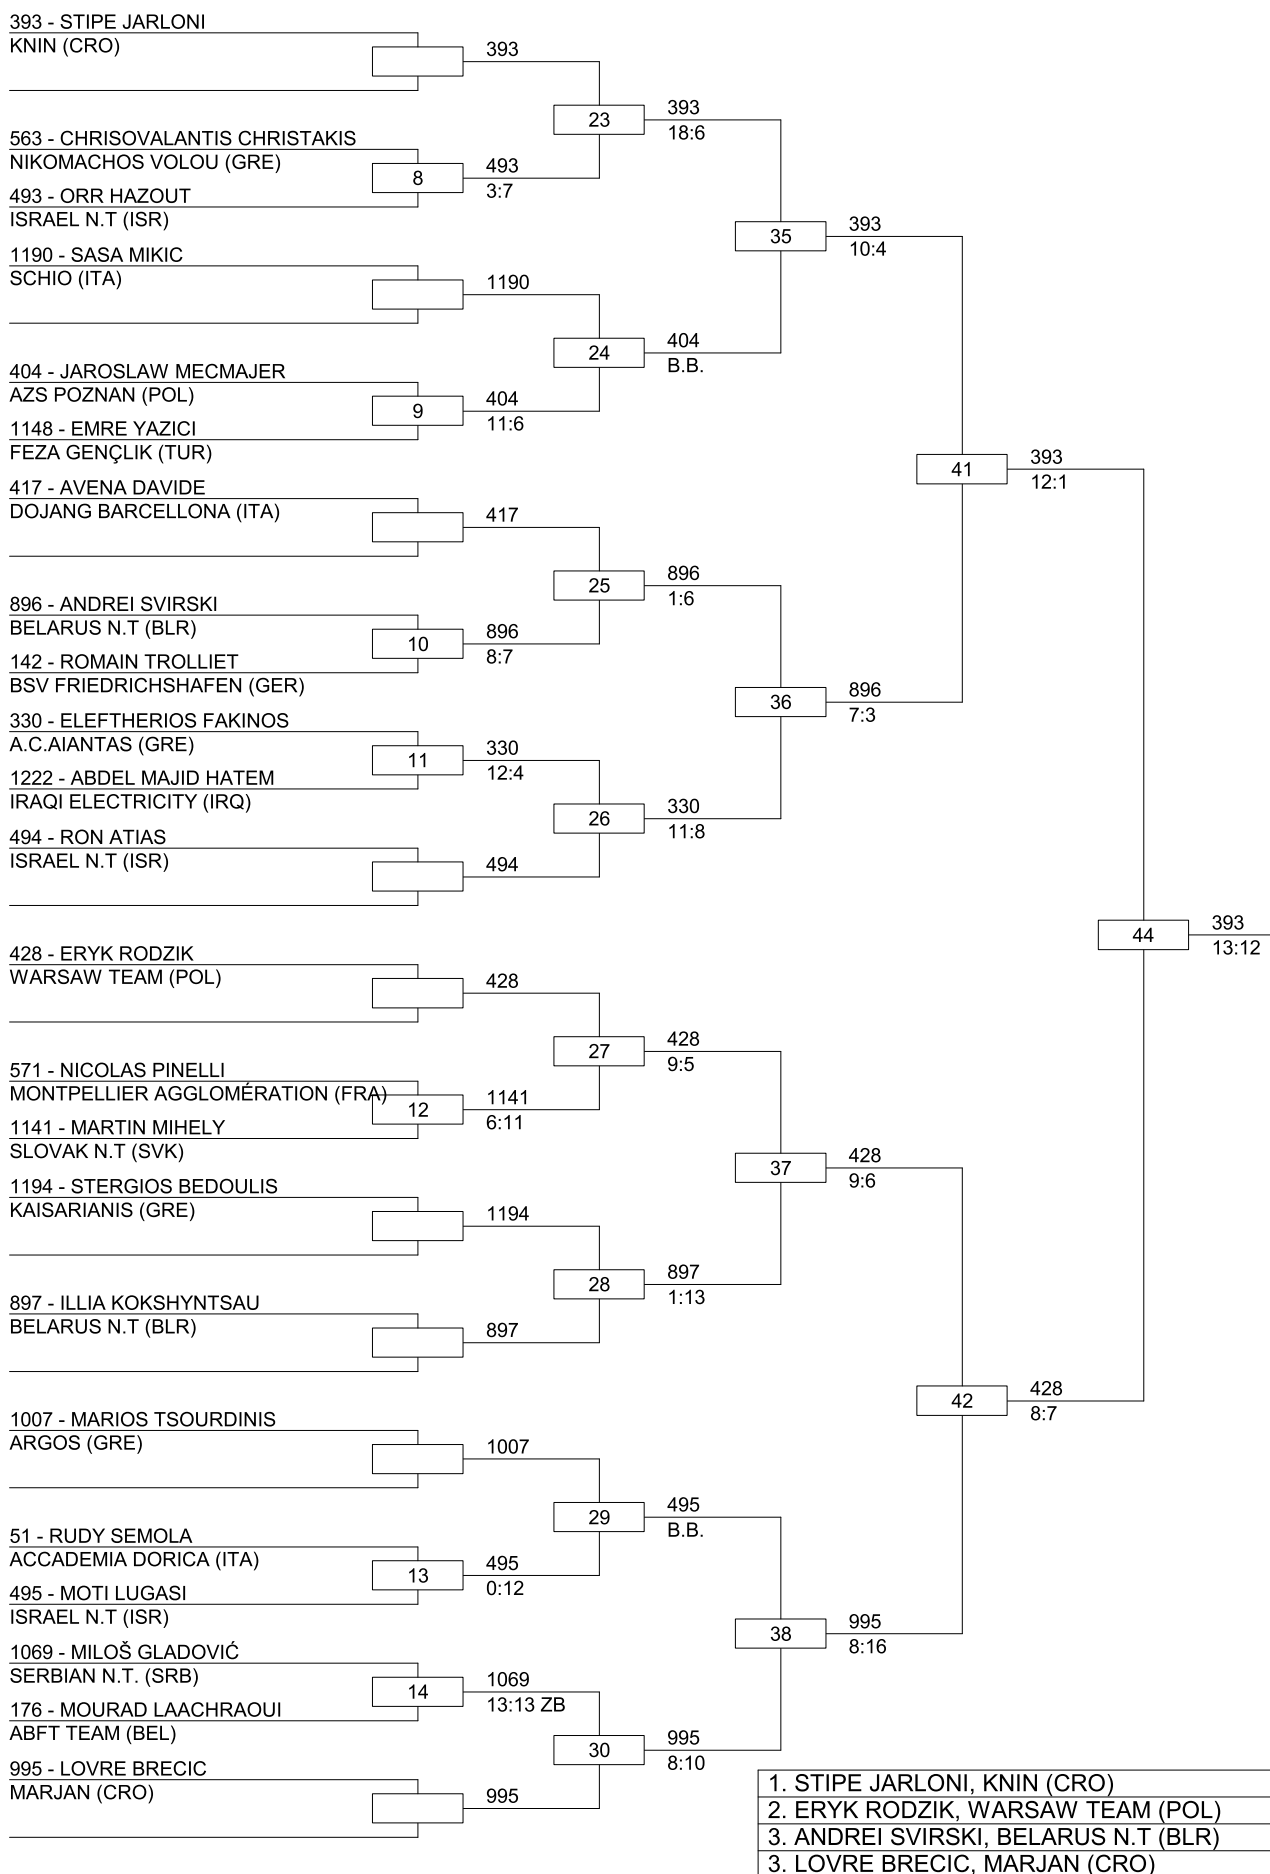 393 - STIPE JARLONI
KNIN (CRO)
393
23
393
18:6
563 - CHRISOVALANTIS CHRISTAKIS
NIKOMACHOS VOLOU (GRE)
8
493
3:7
493 - ORR HAZOUT
ISRAEL N.T (ISR)
35
393
10:4
1190 - SASA MIKIC
SCHIO (ITA)
1190
24
404
B.B.
404 - JAROSLAW MECMAJER
AZS POZNAN (POL)
9
404
11:6
1148 - EMRE YAZICI
FEZA GENÇLIK (TUR)
41
393
12:1
417 - AVENA DAVIDE
DOJANG BARCELLONA (ITA)
417
25
896
1:6
896 - ANDREI SVIRSKI
BELARUS N.T (BLR)
10
896
8:7
142 - ROMAIN TROLLIET
BSV FRIEDRICHSHAFEN (GER)
36
896
7:3
330 - ELEFTHERIOS FAKINOS
A.C.AIANTAS (GRE)
11
330
12:4
1222 - ABDEL MAJID HATEM
IRAQI ELECTRICITY (IRQ)
26
330
11:8
494 - RON ATIAS
ISRAEL N.T (ISR)
494
44
393
13:12
428 - ERYK RODZIK
WARSAW TEAM (POL)
428
27
428
9:5
571 - NICOLAS PINELLI
MONTPELLIER AGGLOMÉRATION (FRA)
12
1141
6:11
1141 - MARTIN MIHELY
SLOVAK N.T (SVK)
37
428
9:6
1194 - STERGIOS BEDOULIS
KAISARIANIS (GRE)
1194
28
897
1:13
897 - ILLIA KOKSHYNTSAU
BELARUS N.T (BLR)
897
42
428
8:7
1007 - MARIOS TSOURDINIS
ARGOS (GRE)
1007
29
495
B.B.
51 - RUDY SEMOLA
ACCADEMIA DORICA (ITA)
13
495
0:12
495 - MOTI LUGASI
ISRAEL N.T (ISR)
38
995
8:16
1069 - MILOŠ GLADOVIĆ
SERBIAN N.T. (SRB)
14
1069
13:13 ZB
176 - MOURAD LAACHRAOUI
ABFT TEAM (BEL)
30
995
8:10
995 - LOVRE BRECIC
MARJAN (CRO)
995
1. STIPE JARLONI, KNIN (CRO)
2. ERYK RODZIK, WARSAW TEAM (POL)
3. ANDREI SVIRSKI, BELARUS N.T (BLR)
3. LOVRE BRECIC, MARJAN (CRO)